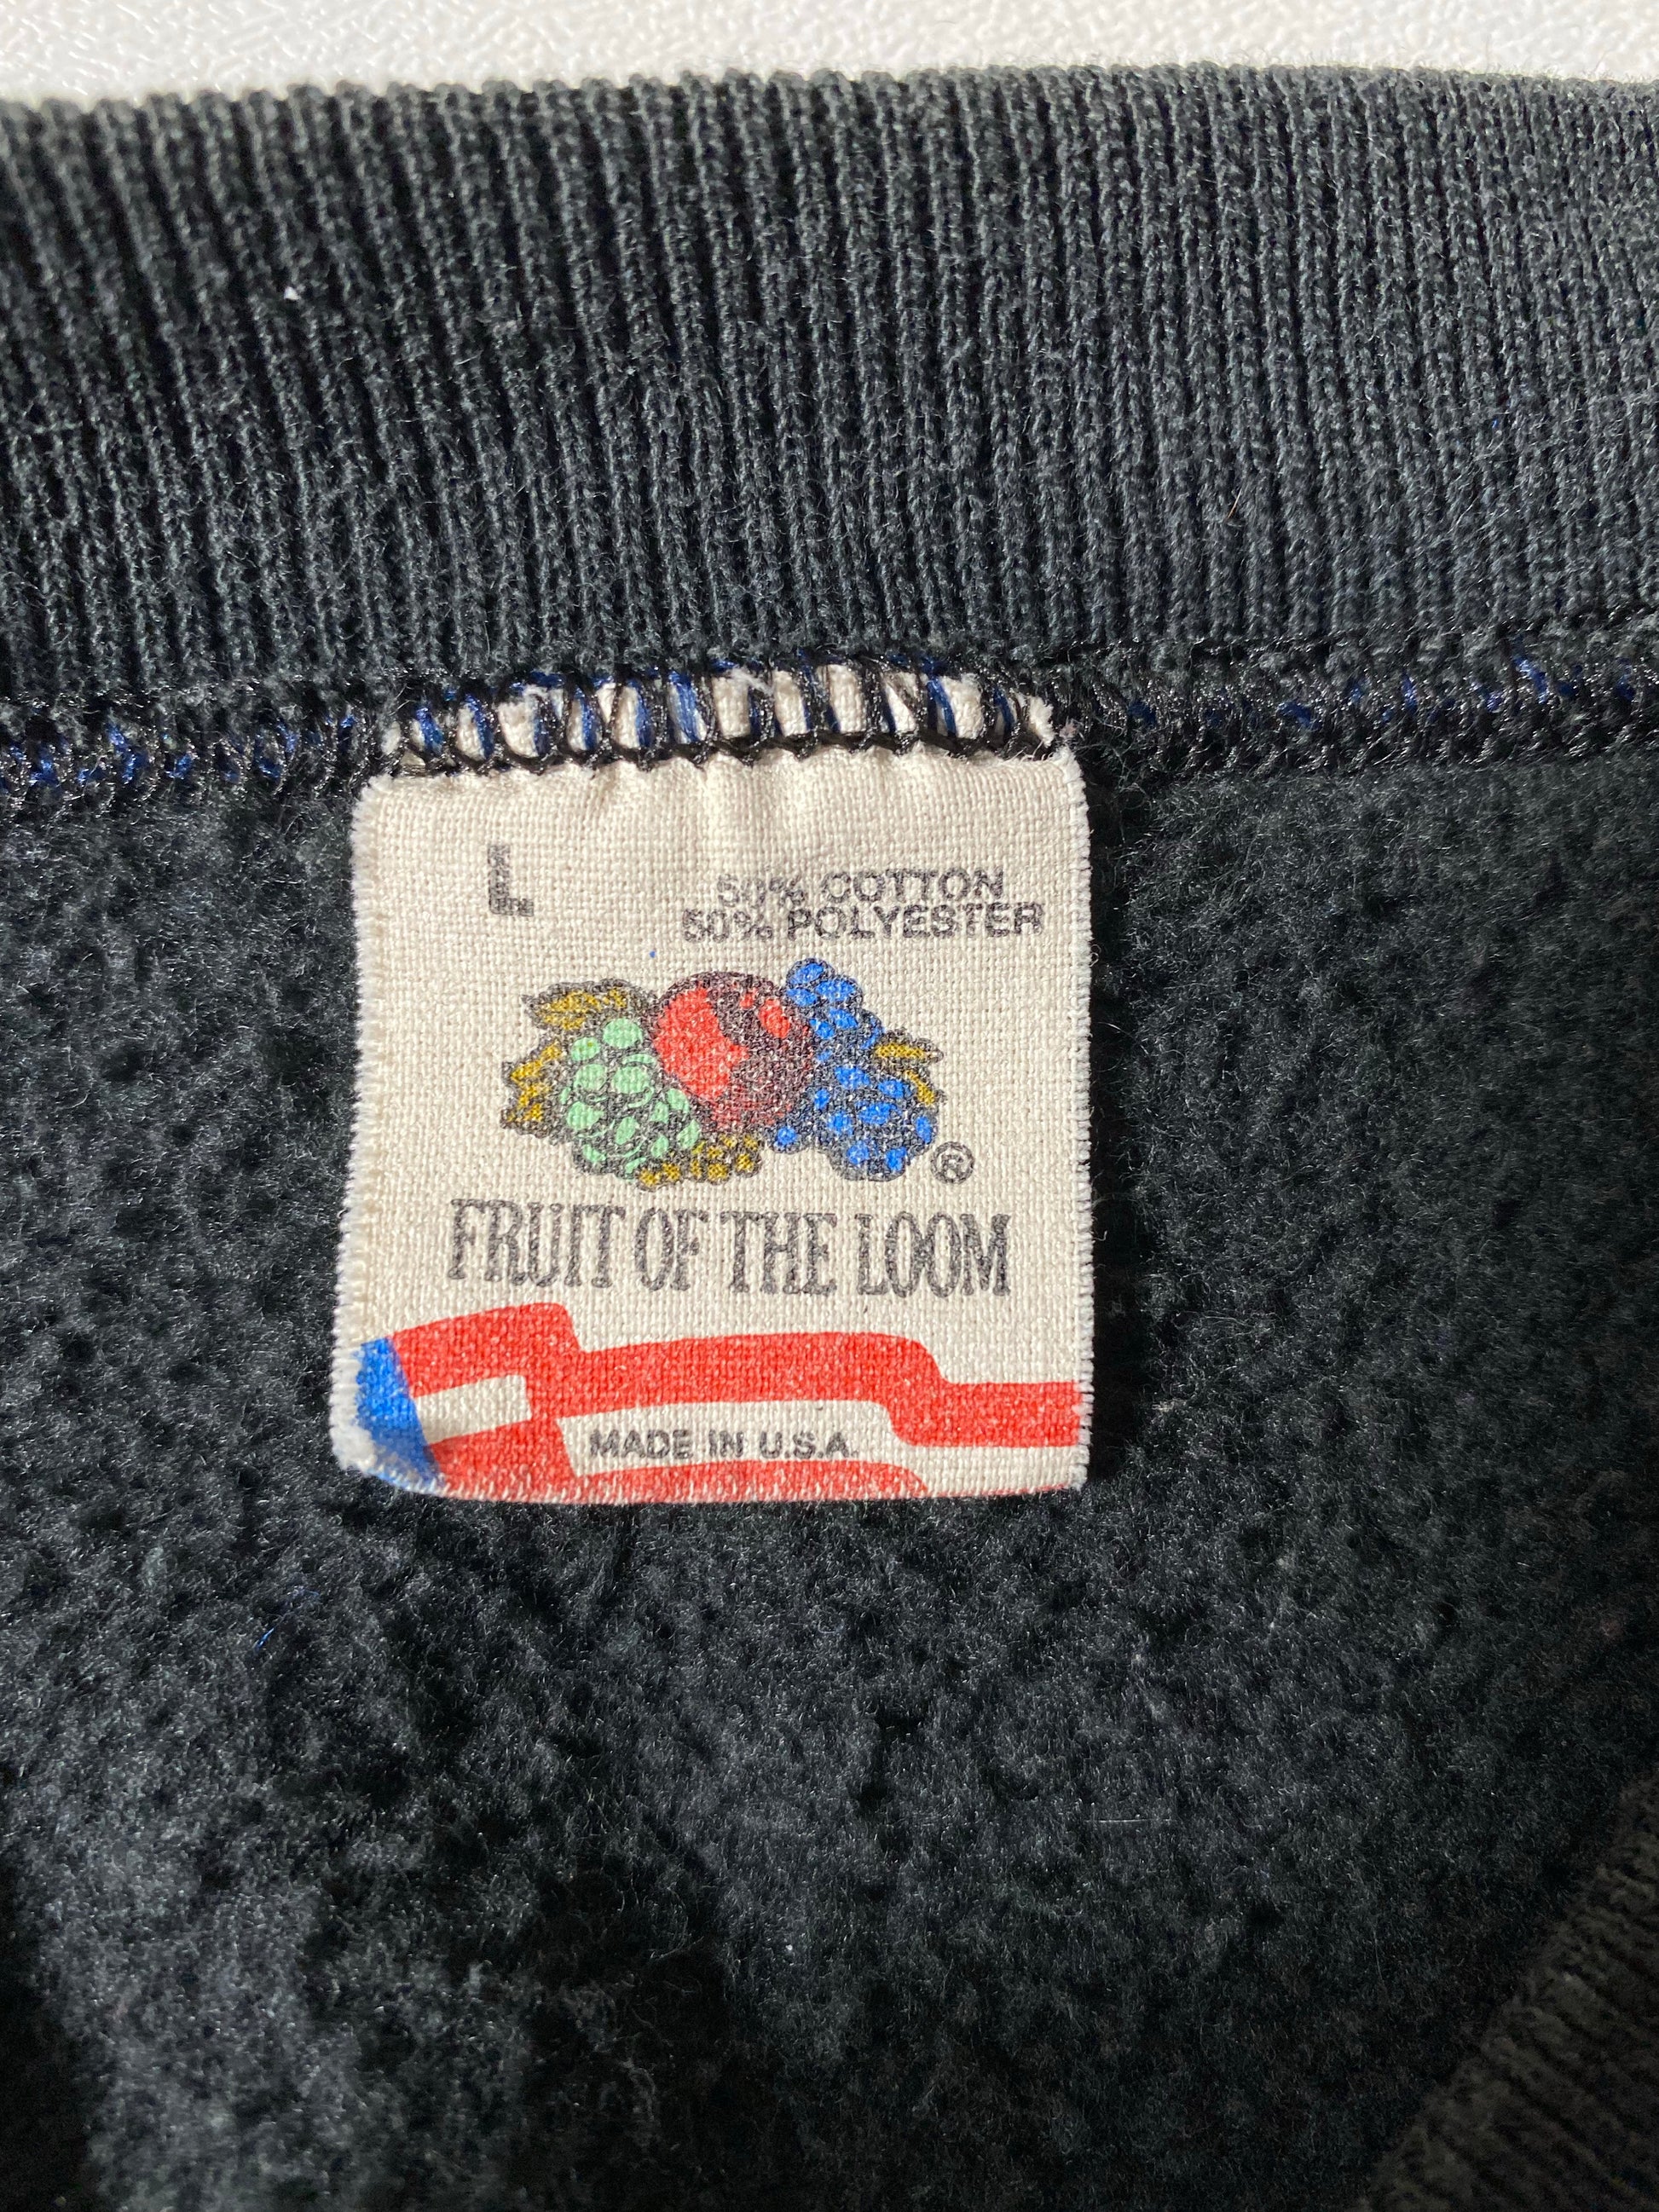 L
50% COTTON
50% POLYESTER
®
FRUIT OF THE LOOM
MADE IN U.S.A.